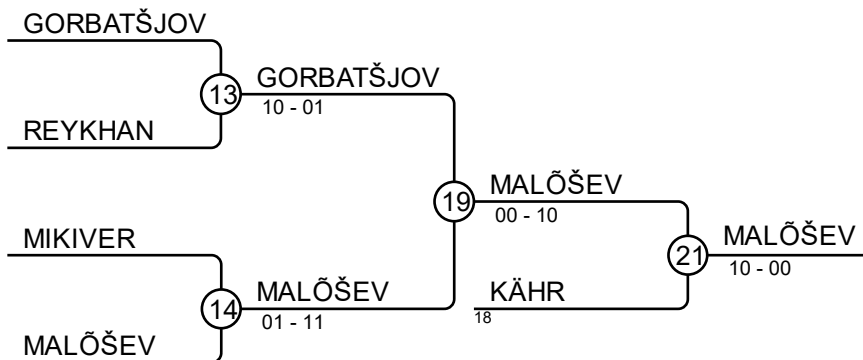 GORBATŠJOV
13
GORBATŠJOV
10 - 01
REYKHAN
19
MALÕŠEV
00 - 10
MIKIVER
21
MALÕŠEV
10 - 00
14
MALÕŠEV
01 - 11
KÄHR
18
MALÕŠEV